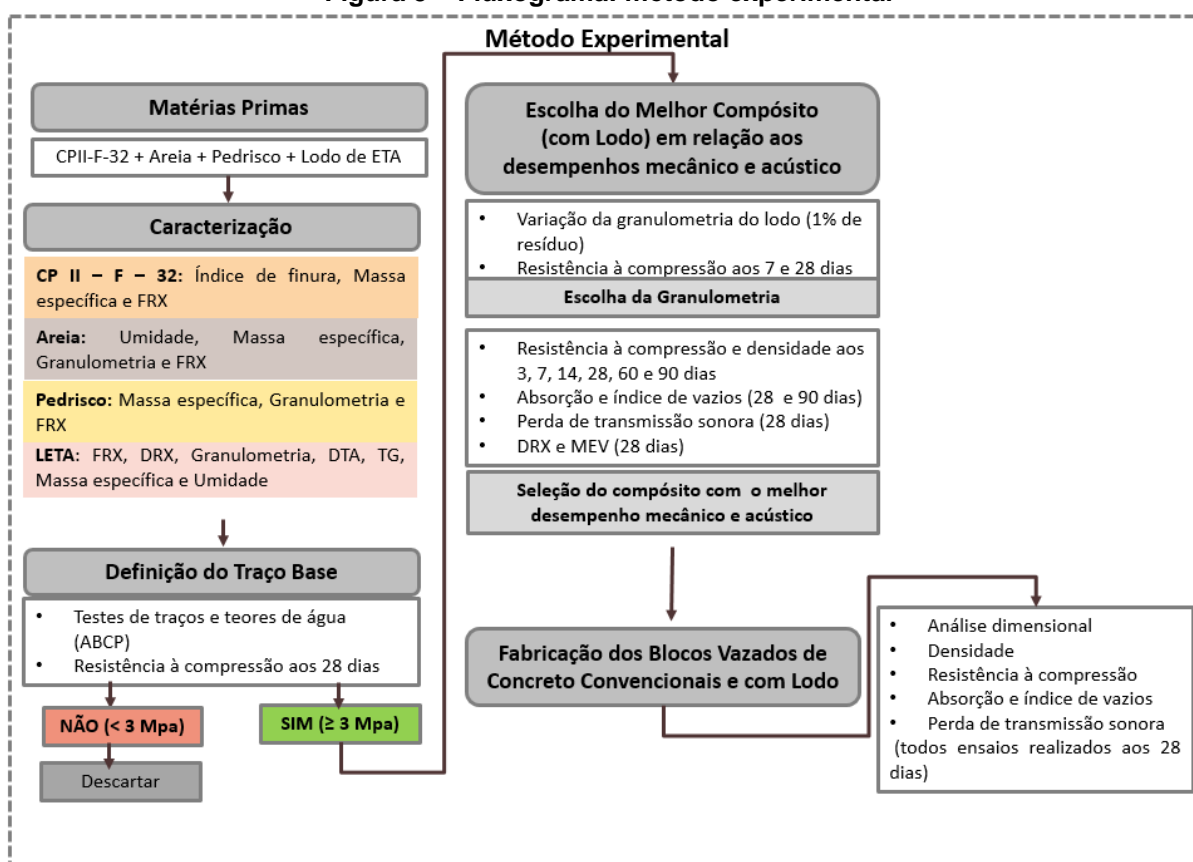 Método Experimental
Matérias Primas
CPII-F-32 + Areia + Pedrisco + Lodo de ETA
Caracterização
CP II – F – 32: Índice de finura, Massa
específica e FRX
Areia: Umidade, Massa específica,
Granulometria e FRX
Pedrisco: Massa específica, Granulometria e
FRX
LETA: FRX, DRX, Granulometria, DTA, TG,
Massa específica e Umidade
Definição do Traço Base
• Testes de traços e teores de água
(ABCP)
• Resistência à compressão aos 28 dias
NÃO (< 3 Mpa)
SIM (≥ 3 Mpa)
Descartar
Escolha do Melhor Compósito
(com Lodo) em relação aos
desempenhos mecânico e acústico
• Variação da granulometria do lodo (1% de
resíduo)
• Resistência à compressão aos 7 e 28 dias
Escolha da Granulometria
• Resistência à compressão e densidade aos
3, 7, 14, 28, 60 e 90 dias
• Absorção e índice de vazios (28 e 90 dias)
• Perda de transmissão sonora (28 dias)
• DRX e MEV (28 dias)
Seleção do compósito com o melhor
desempenho mecânico e acústico
Fabricação dos Blocos Vazados de
Concreto Convencionais e com Lodo
• Análise dimensional
• Densidade
• Resistência à compressão
• Absorção e índice de vazios
• Perda de transmissão sonora
(todos ensaios realizados aos 28
dias)